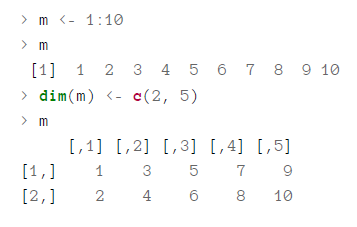 > m <- 1:10
> m
[1] 1 2 3 4 5 6 7 8 9 10
> dim(m) <- c(2, 5)
> m
[,1] [,2] [,3] [,4] [,5]
[1,] 1 3 5 7 9
[2,] 2 4 6 8 10